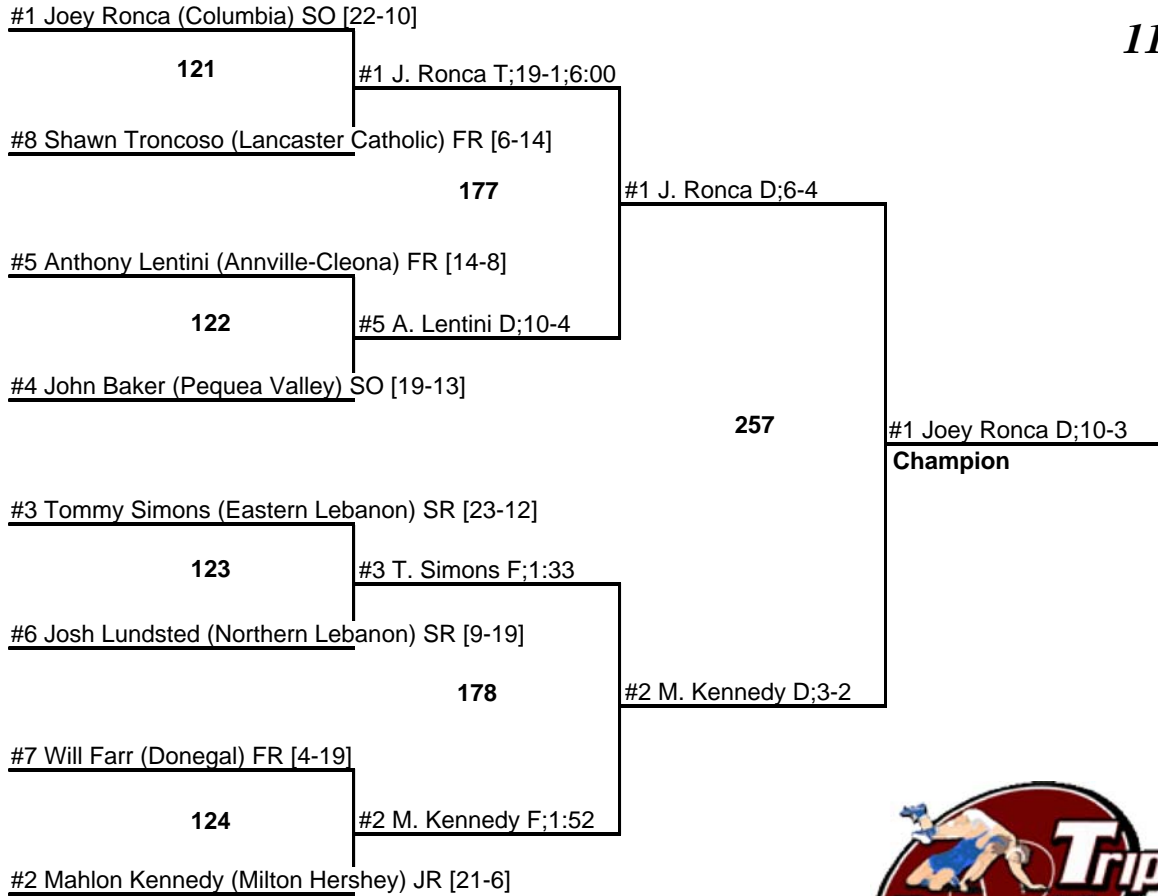 #1 Joey Ronca (Columbia) SO [22-10]
11
121
#1 J. Ronca T;19-1;6:00
#8 Shawn Troncoso (Lancaster Catholic) FR [6-14]
177
#1 J. Ronca D;6-4
#5 Anthony Lentini (Annville-Cleona) FR [14-8]
122
#5 A. Lentini D;10-4
#4 John Baker (Pequea Valley) SO [19-13]
257
#1 Joey Ronca D;10-3
Champion
#3 Tommy Simons (Eastern Lebanon) SR [23-12]
123
#3 T. Simons F;1:33
#6 Josh Lundsted (Northern Lebanon) SR [9-19]
178
#2 M. Kennedy D;3-2
#7 Will Farr (Donegal) FR [4-19]
124
#2 M. Kennedy F;1:52
Trip
#2 Mahlon Kennedy (Milton Hershey) JR [21-6]